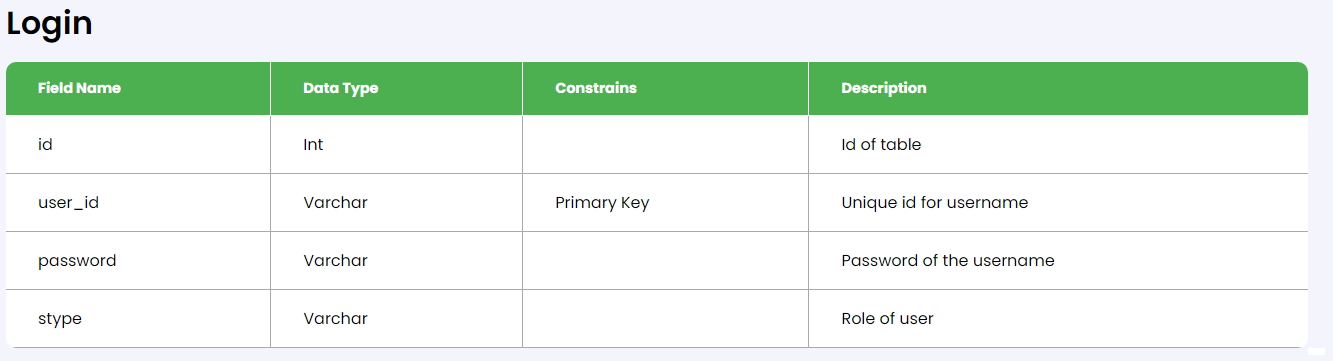 Login
Field Name Data Type Constrains Description
id Int Id of table
user_id Varchar Primary Key Unique id for username
password Varchar Password of the username
stype Varchar Role of user